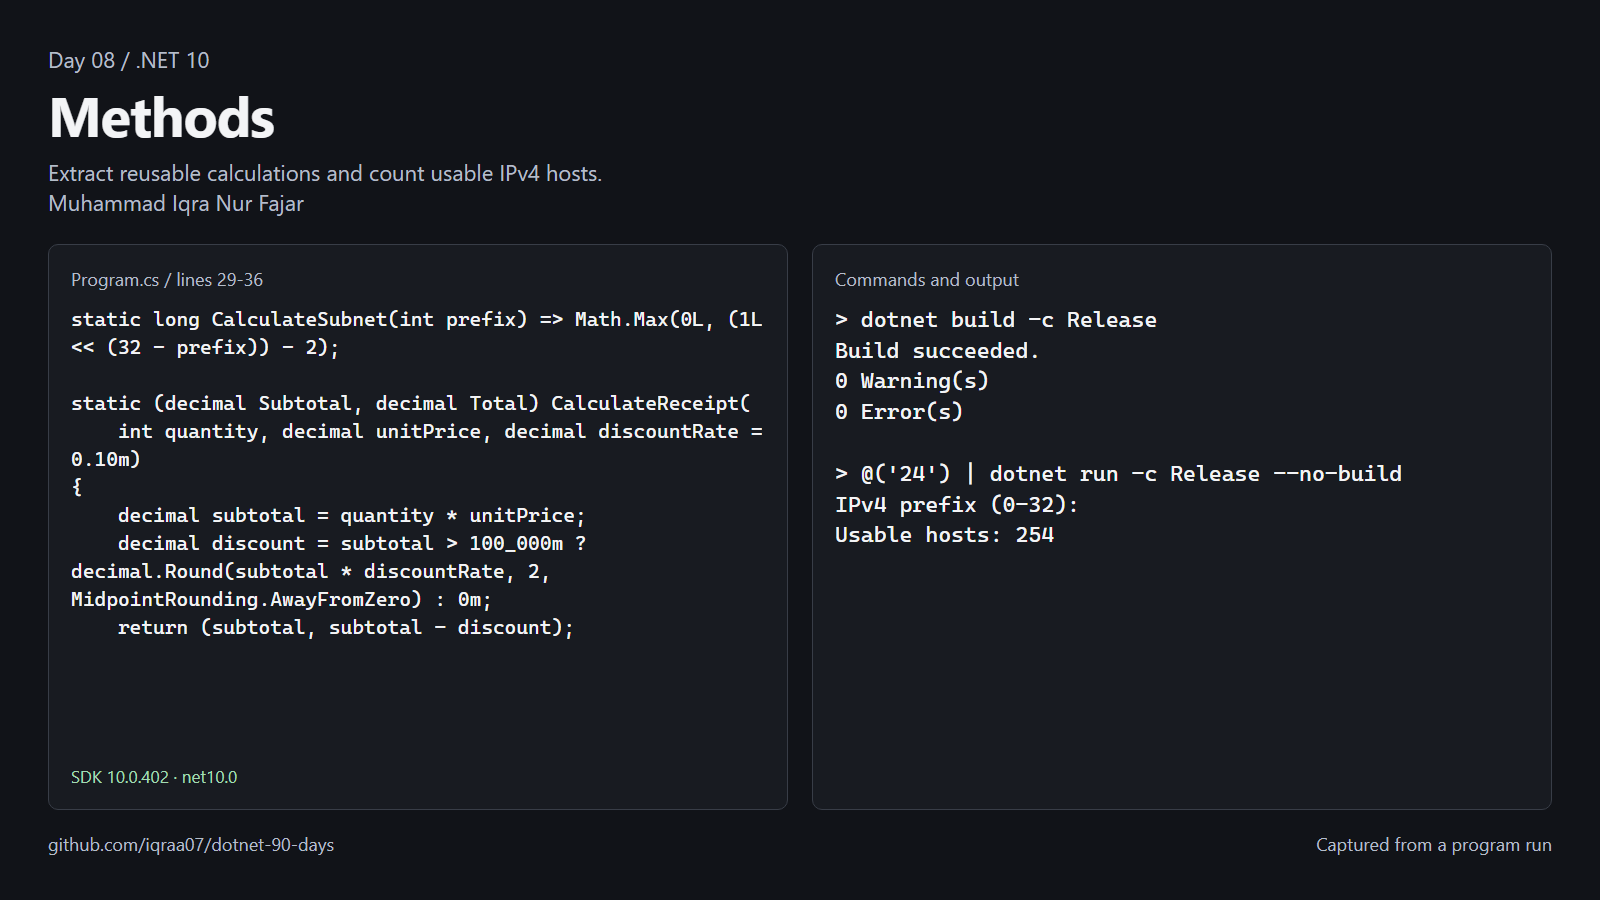 Day 08 / .NET 10
Methods
Extract reusable calculations and count usable IPv4 hosts.
Muhammad Iqra Nur Fajar
Program.cs / lines 29-36
static long CalculateSubnet(int prefix) => Math.Max(0L, (1L
<< (32 - prefix)) - 2);
static (decimal Subtotal, decimal Total) CalculateReceipt(
    int quantity, decimal unitPrice, decimal discountRate =
0.10m)
{
    decimal subtotal = quantity * unitPrice;
    decimal discount = subtotal > 100_000m ?
decimal.Round(subtotal * discountRate, 2,
MidpointRounding.AwayFromZero) : 0m;
    return (subtotal, subtotal - discount);
SDK 10.0.402 · net10.0
Commands and output
> dotnet build -c Release
Build succeeded.
0 Warning(s)
0 Error(s)
> @('24') | dotnet run -c Release --no-build
IPv4 prefix (0-32):
Usable hosts: 254
github.com/iqraa07/dotnet-90-days
Captured from a program run